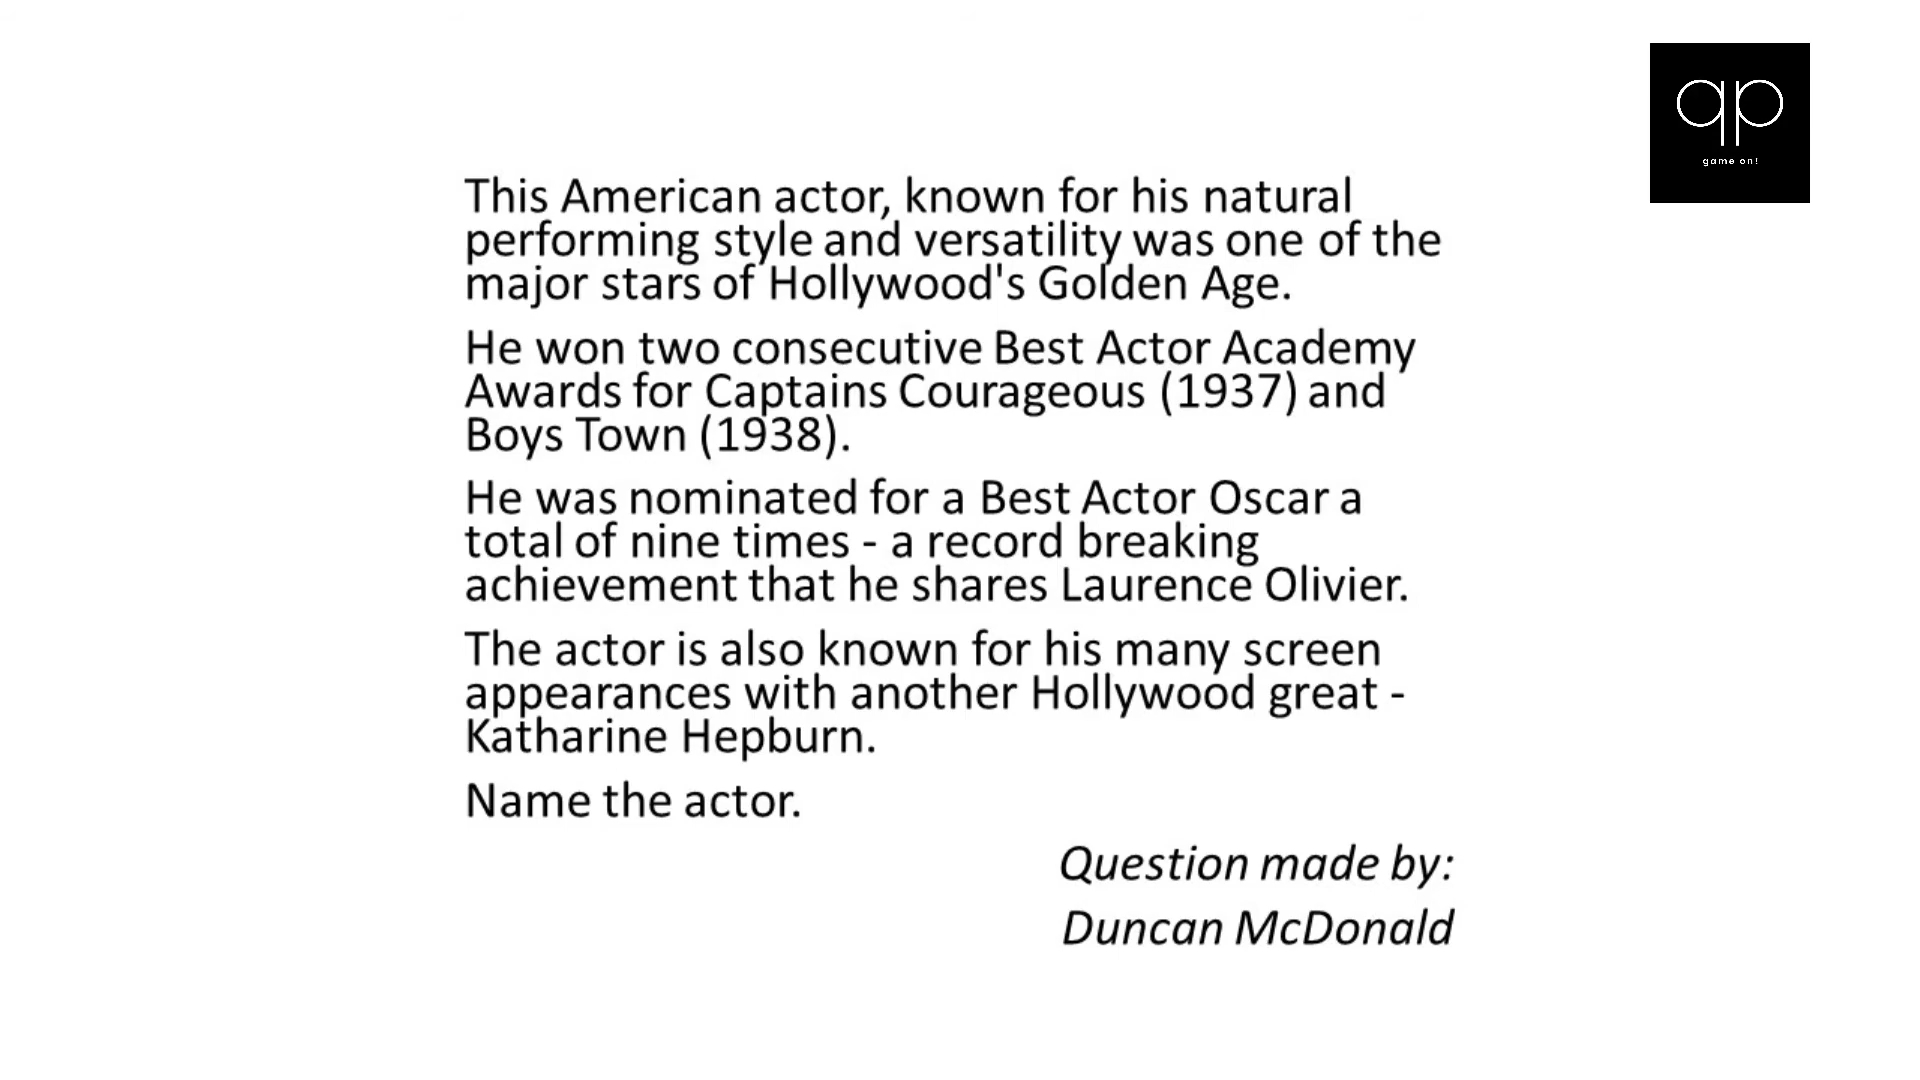 qp
game on!
This American actor, known for his natural
performing style and versatility was one of the
major stars of Hollywood's Golden Age.
He won two consecutive Best Actor Academy
Awards for Captains Courageous (1937) and
Boys Town (1938).
He was nominated for a Best Actor Oscar a
total of nine times - a record breaking
achievement that he shares Laurence Olivier.
The actor is also known for his many screen
appearances with another Hollywood great -
Katharine Hepburn.
Name the actor.
Question made by:
Duncan McDonald